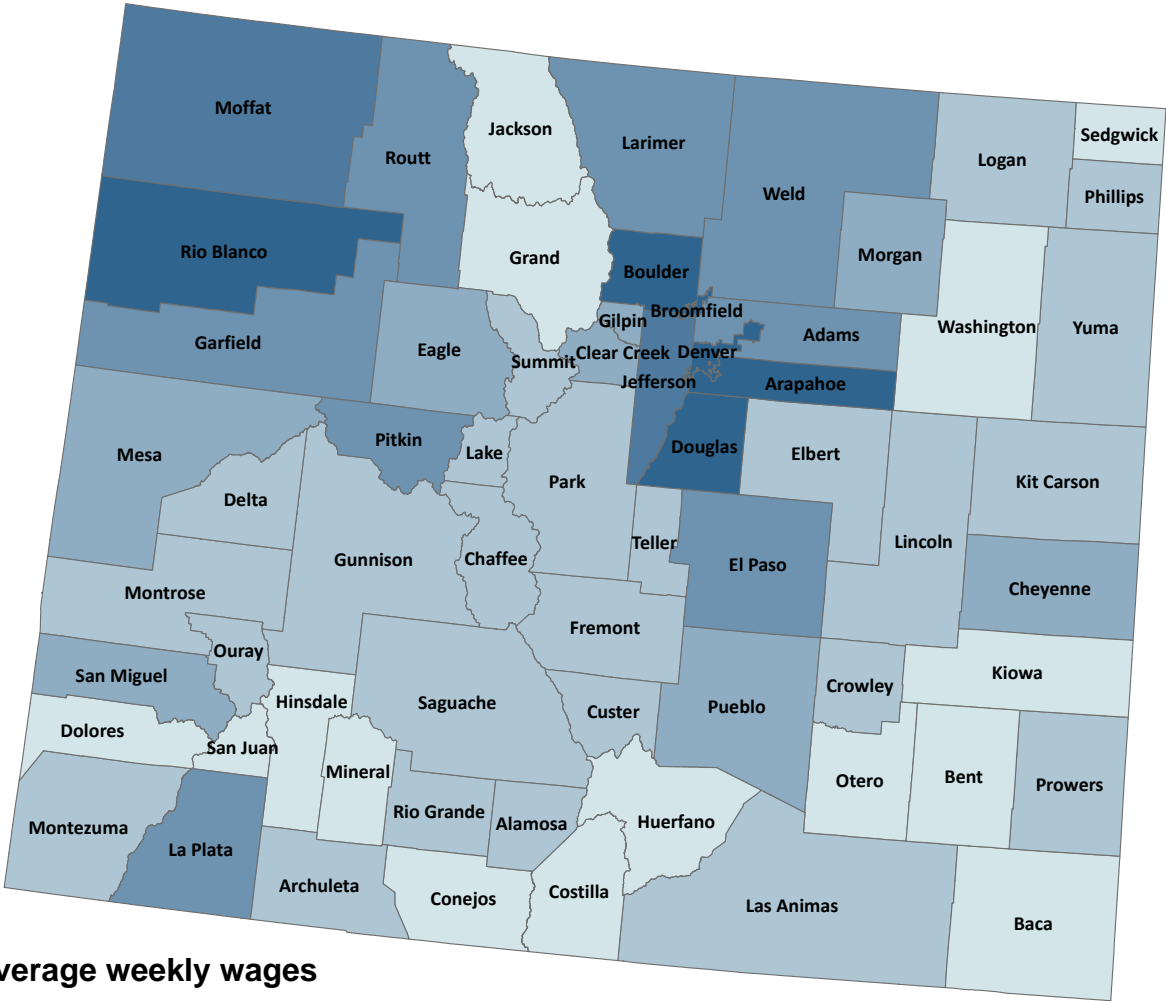 Moffat
Routt
Jackson
Larimer
Weld
Logan
Sedgwick
Phillips
Rio Blanco
Grand
Boulder
Morgan
Washington
Yuma
Garfield
Eagle
Summit
Gilpin
Clear Creek
Broomfield
Denver
Adams
Jefferson
Arapahoe
Mesa
Pitkin
Lake
Park
Douglas
Elbert
Kit Carson
Delta
Gunnison
Chaffee
Teller
El Paso
Lincoln
Cheyenne
Montrose
Fremont
Ouray
San Miguel
Hinsdale
Saguache
Custer
Pueblo
Crowley
Kiowa
Dolores
San Juan
Mineral
Otero
Bent
Prowers
Montezuma
La Plata
Rio Grande
Alamosa
Huerfano
Archuleta
Conejos
Costilla
Las Animas
Baca
verage weekly wages